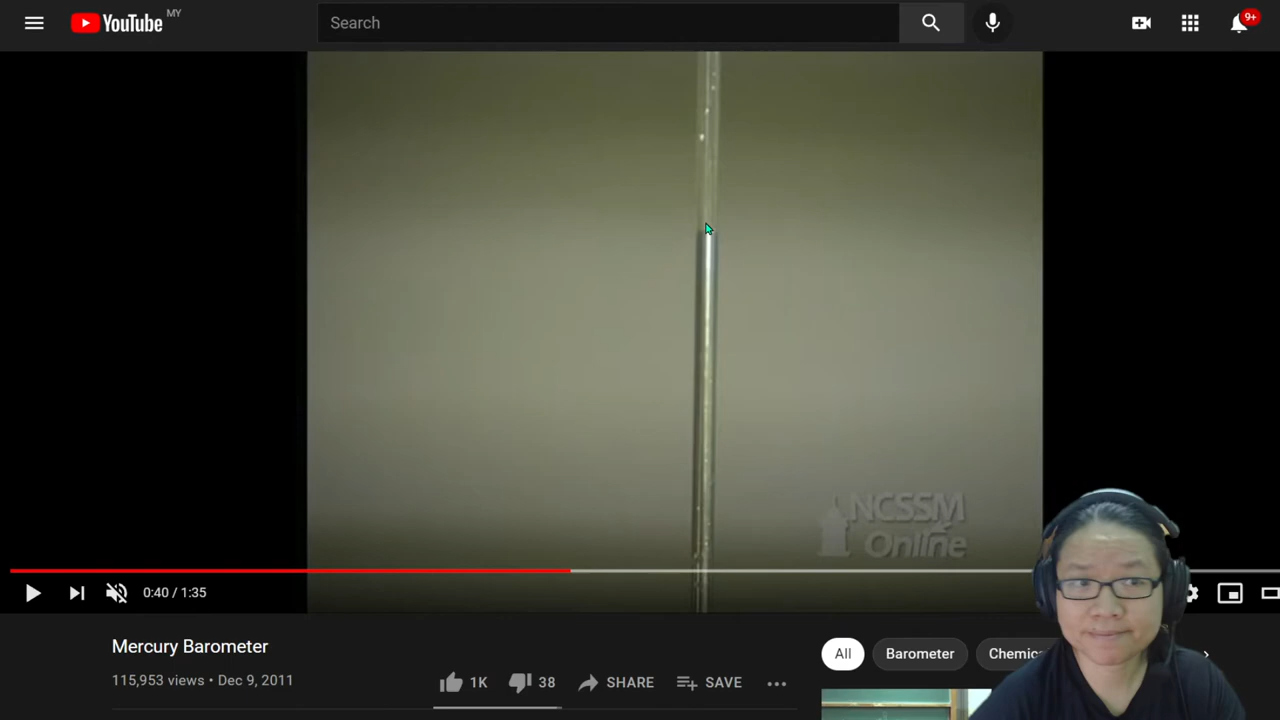 YouTube MY
Search
9+
NCSSM
Online
0:40 / 1:35
Mercury Barometer
115,953 views • Dec 9, 2011
1K
38
SHARE
SAVE
All
Barometer